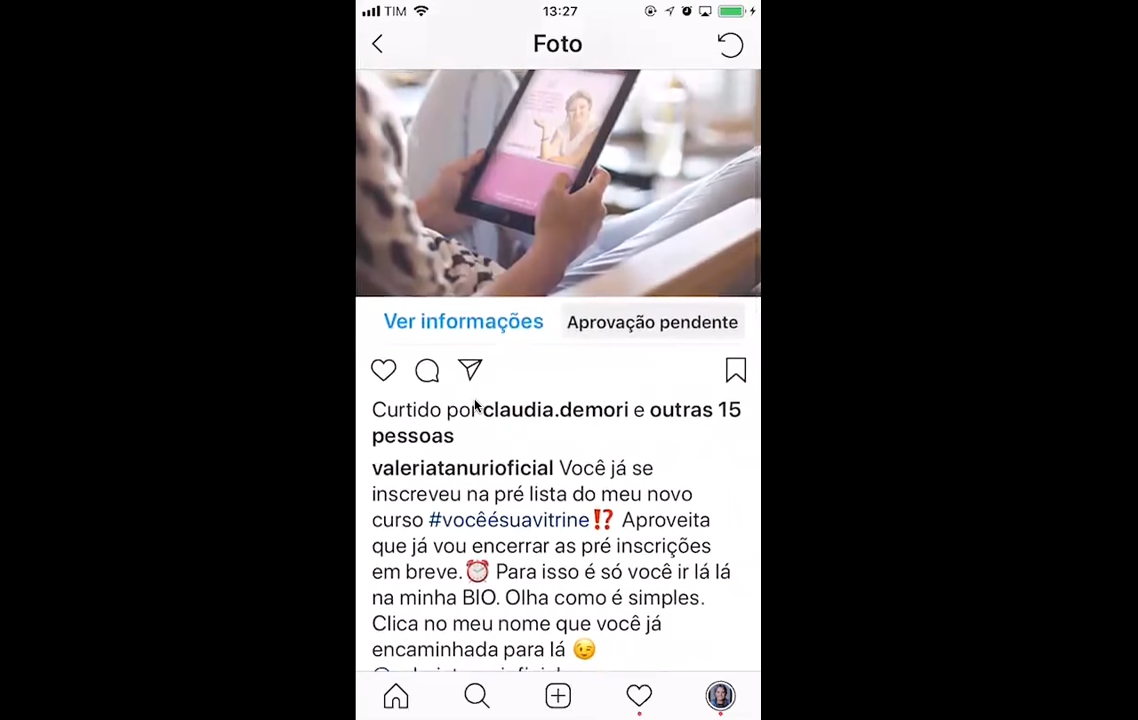 TIM
13:27
Foto
Ver informações
Aprovação pendente
Curtido por claudia.demori e outras 15
pessoas
valeriatanurioficial Você já se
inscreveu na pré lista do meu novo
curso #vocêésuavitrine⁉️ Aproveita
que já vou encerrar as pré inscrições
em breve.⏰ Para isso é só você ir lá lá
na minha BIO. Olha como é simples.
Clica no meu nome que você já
encaminhada para lá 😉